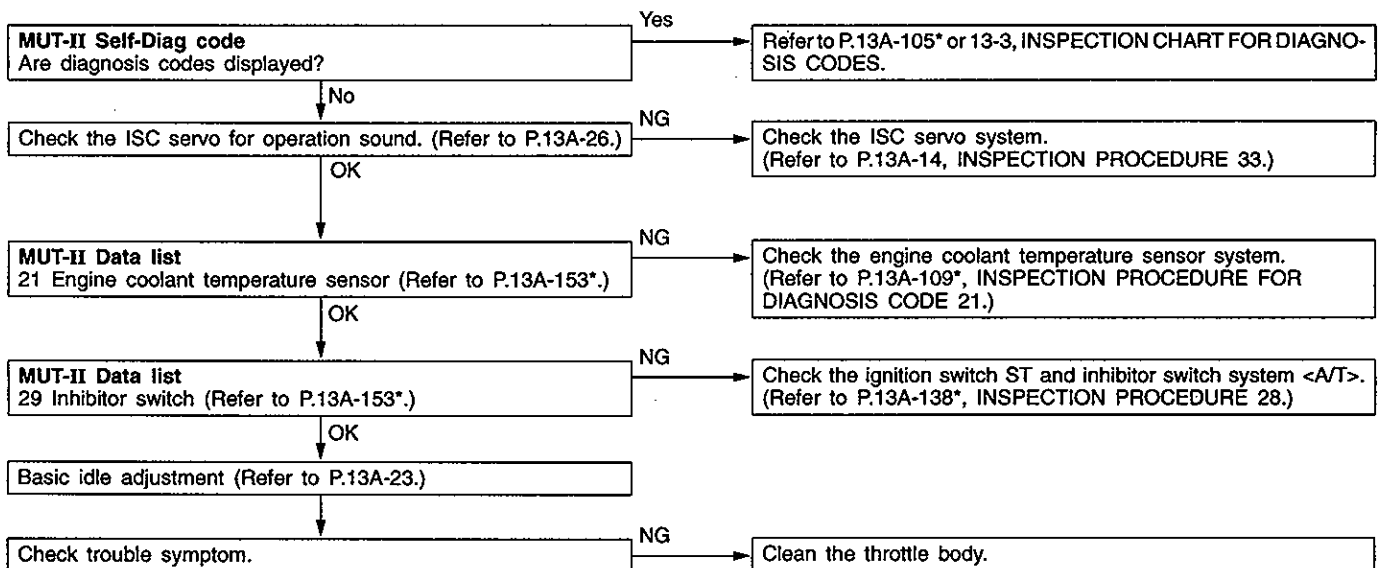 MUT-II Self-Diag code
Are diagnosis codes displayed?
Yes
Refer to P.13A-105* or 13-3, INSPECTION CHART FOR DIAGNO-
SIS CODES.
No
Check the ISC servo for operation sound. (Refer to P.13A-26.)
NG
Check the ISC servo system.
(Refer to P.13A-14, INSPECTION PROCEDURE 33.)
OK
MUT-II Data list
21 Engine coolant temperature sensor (Refer to P.13A-153*.)
NG
Check the engine coolant temperature sensor system.
(Refer to P.13A-109*, INSPECTION PROCEDURE FOR
DIAGNOSIS CODE 21.)
OK
MUT-II Data list
29 Inhibitor switch (Refer to P.13A-153*.)
NG
Check the ignition switch ST and inhibitor switch system <A/T>.
(Refer to P.13A-138*, INSPECTION PROCEDURE 28.)
OK
Basic idle adjustment (Refer to P.13A-23.)
Check trouble symptom.
NG
Clean the throttle body.